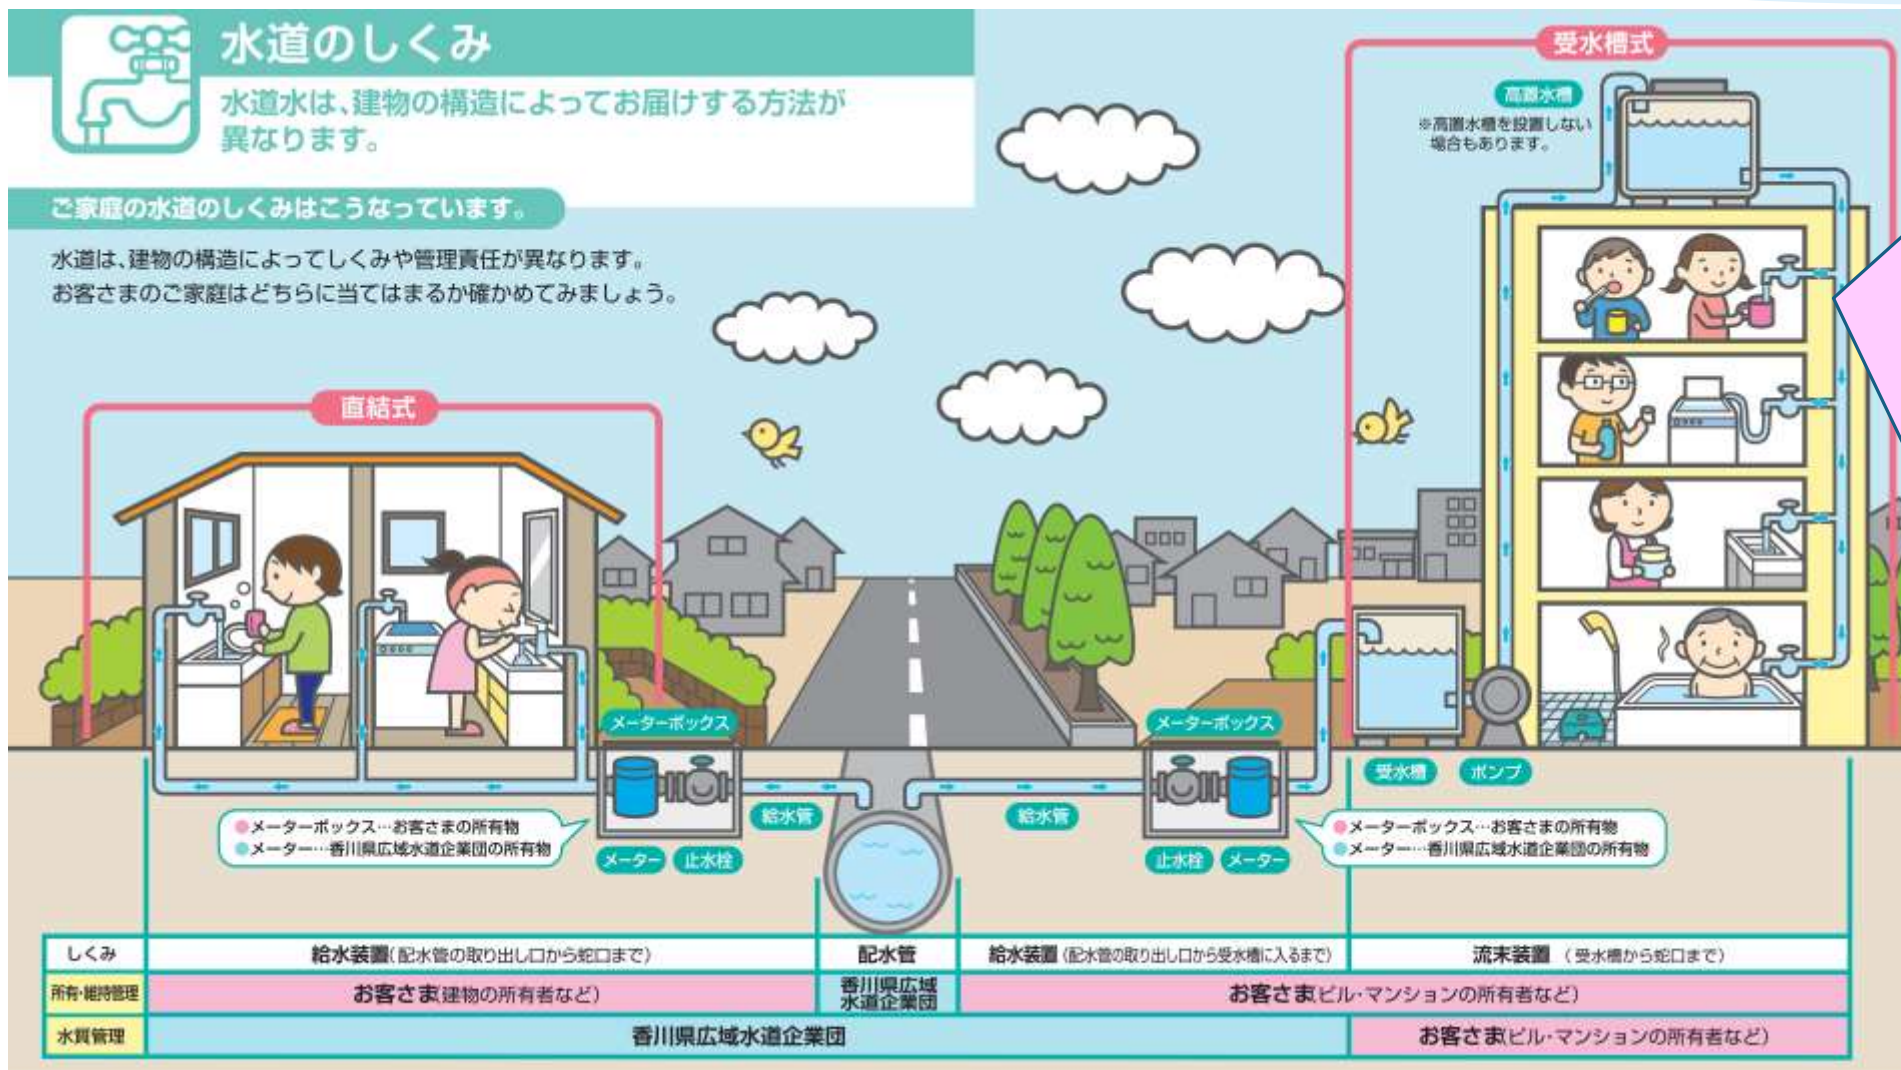 水道のしくみ
水道水は、建物の構造によってお届けする方法が
異なります。
ご家庭の水道のしくみはこうなっています。
水道は、建物の構造によってしくみや管理責任が異なります。
お客さまのご家庭はどちらに当てはまるか確かめてみましょう。
直結式
受水槽式
高置水槽
※高置水槽を設置しない
場合もあります。
メーターボックス
メーターボックス
受水槽
ポンプ
給水管
給水管
●メーターボックス…お客さまの所有物
●メーター…香川県広域水道企業団の所有物
●メーターボックス…お客さまの所有物
●メーター…香川県広域水道企業団の所有物
メーター
止水栓
止水栓
メーター
しくみ
給水装置(配水管の取り出し口から蛇口まで)
配水管
給水装置(配水管の取り出し口から受水槽に入るまで)
流末装置(受水槽から蛇口まで)
所有・維持管理
お客さま(建物の所有者など)
香川県広域
水道企業団
お客さま(ビル・マンションの所有者など)
水質管理
香川県広域水道企業団
お客さま(ビル・マンションの所有者など)